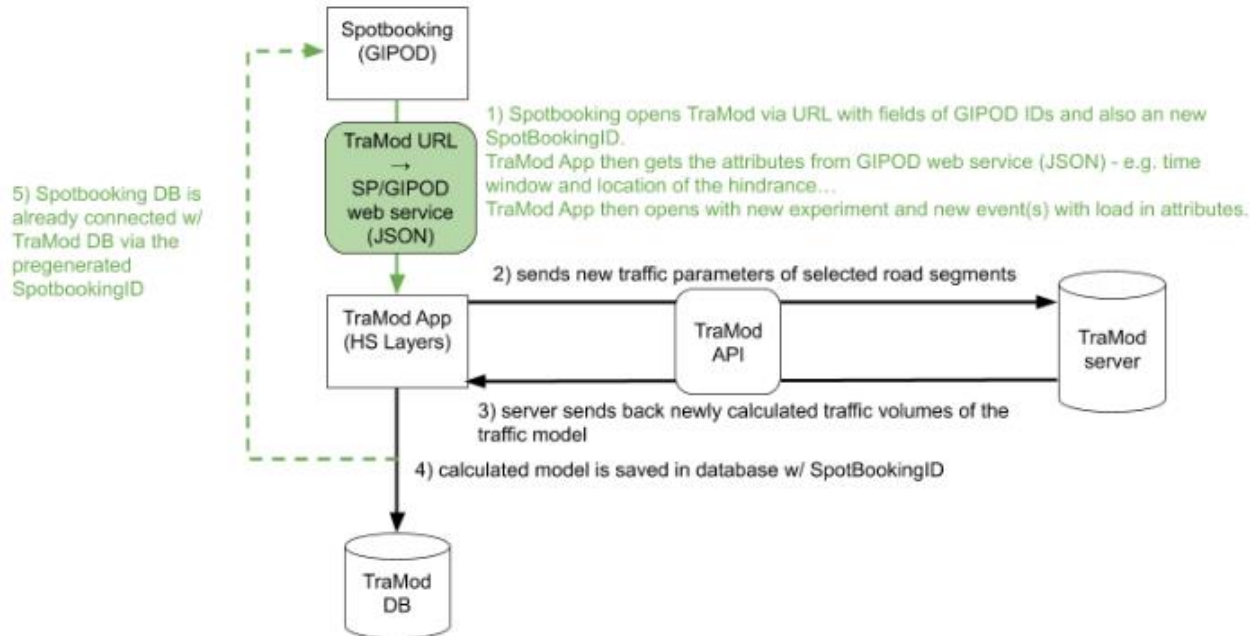 Spotbooking
(GIPOD)
1) Spotbooking opens TraMod via URL with fields of GIPOD IDs and also an new
SpotBookingID.
TraMod App then gets the attributes from GIPOD web service (JSON) - e.g. time
window and location of the hindrance…
TraMod App then opens with new experiment and new event(s) with load in attributes.
TraMod URL
→
SP/GIPOD
web service
(JSON)
5) Spotbooking DB is
already connected w/
TraMod DB via the
pregenerated
SpotbookingID
2) sends new traffic parameters of selected road segments
TraMod App
(HS Layers)
TraMod
API
TraMod
server
3) server sends back newly calculated traffic volumes of the
traffic model
4) calculated model is saved in database w/ SpotBookingID
TraMod
DB